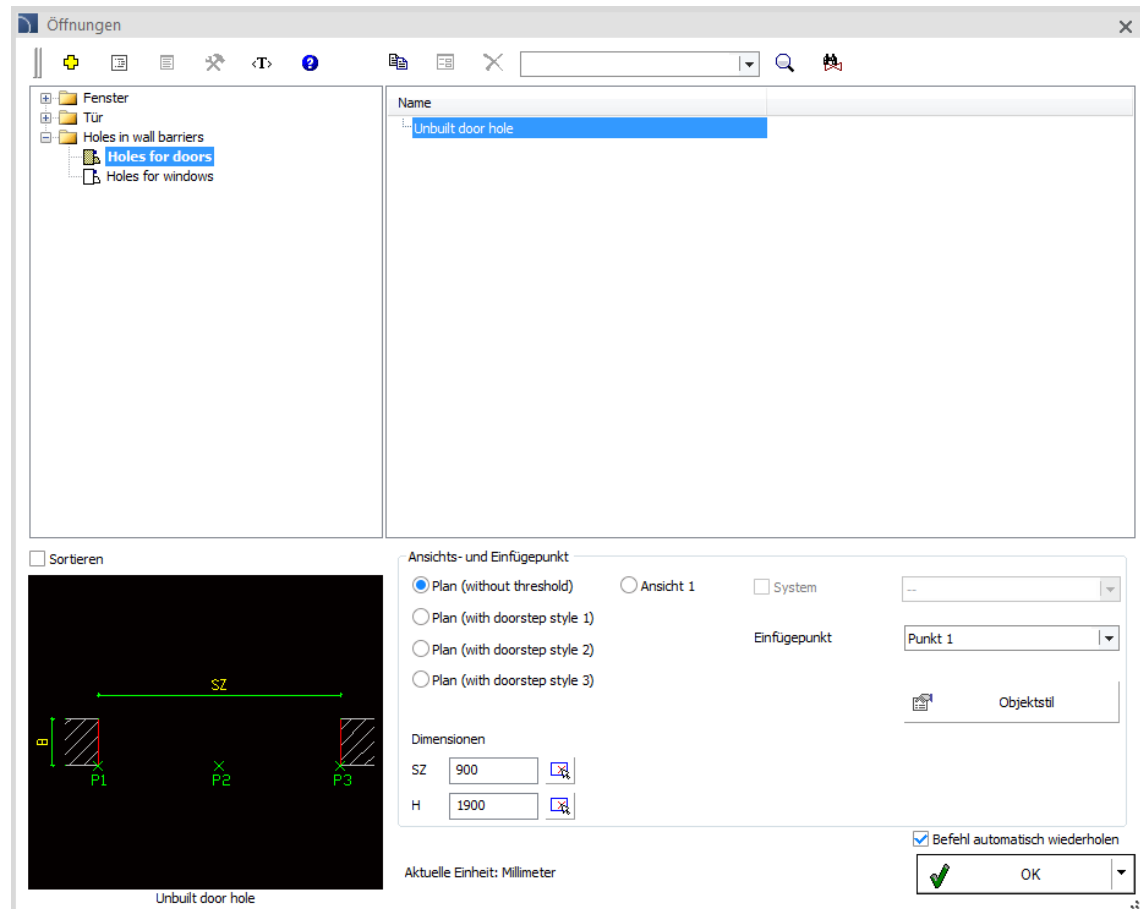 Öffnungen
<T>
?
Fenster
Tür
Holes in wall barriers
Holes for doors
Holes for windows
Name
Unbuilt door hole
Sortieren
SZ
B
P1 P2 P3
Unbuilt door hole
Ansichts- und Einfügepunkt
Plan (without threshold) Ansicht 1 System --
Plan (with doorstep style 1)
Einfügepunkt Punkt 1
Plan (with doorstep style 2)
Plan (with doorstep style 3)
Objektstil
Dimensionen
SZ 900
H 1900
Befehl automatisch wiederholen
Aktuelle Einheit: Millimeter
OK